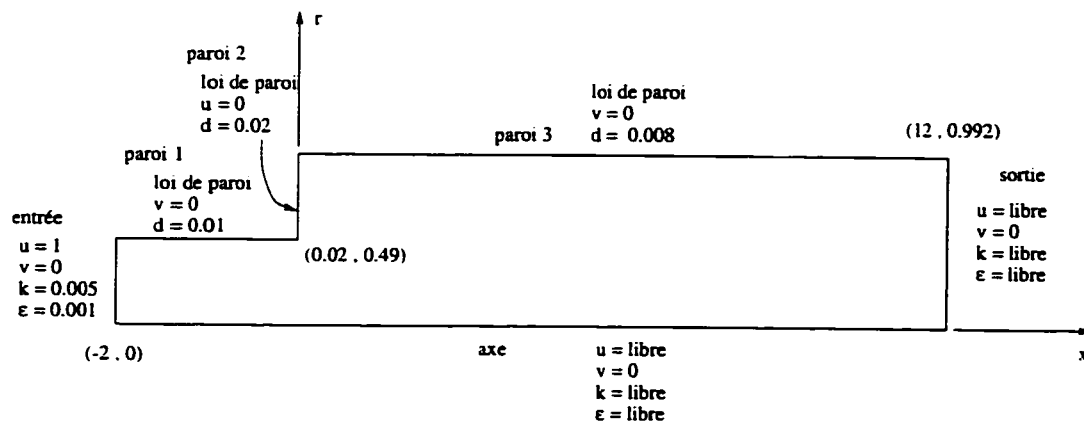 r
paroi 2
loi de paroi
u = 0
d = 0.02
loi de paroi
v = 0
d = 0.008
paroi 3
(12 , 0.992)
paroi 1
loi de paroi
v = 0
d = 0.01
sortie
u = libre
v = 0
k = libre
ε = libre
entrée
u = 1
v = 0
k = 0.005
ε = 0.001
(0.02 , 0.49)
(-2 , 0)
axe
u = libre
v = 0
k = libre
ε = libre
x